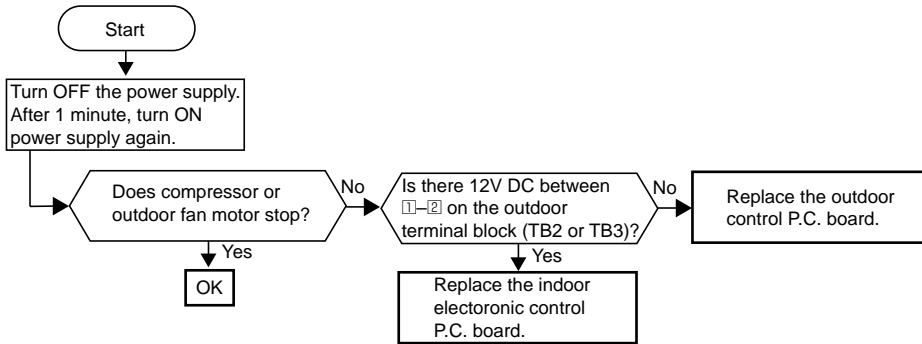 Start
Turn OFF the power supply.
After 1 minute, turn ON
power supply again.
Does compressor or
outdoor fan motor stop?
No
Yes
OK
Is there 12V DC between
1–2 on the outdoor
terminal block (TB2 or TB3)?
No
Yes
Replace the outdoor
control P.C. board.
Replace the indoor
electoronic control
P.C. board.